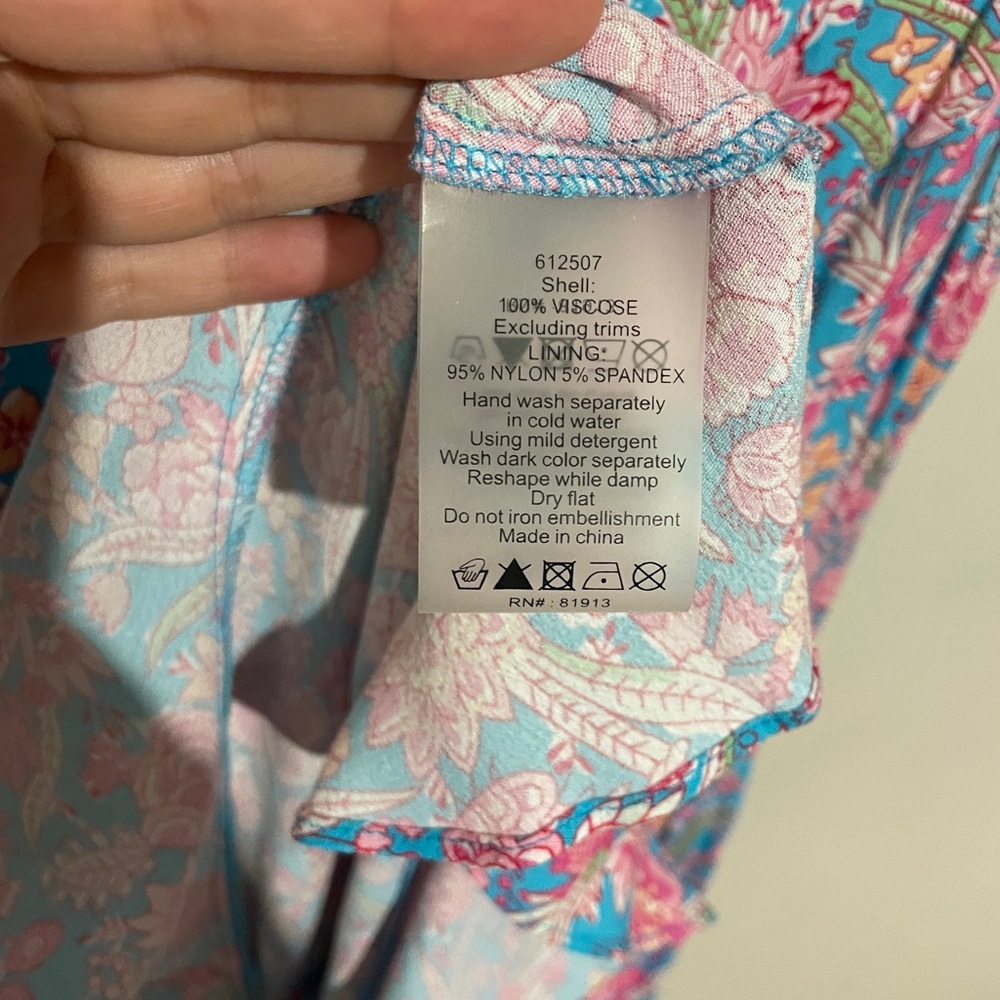 612507
Shell:
100% VISCOSE
Excluding trims
LINING:
95% NYLON 5% SPANDEX
Hand wash separately
in cold water
Using mild detergent
Wash dark color separately
Reshape while damp
Dry flat
Do not iron embellishment
Made in china
RN# : 81913